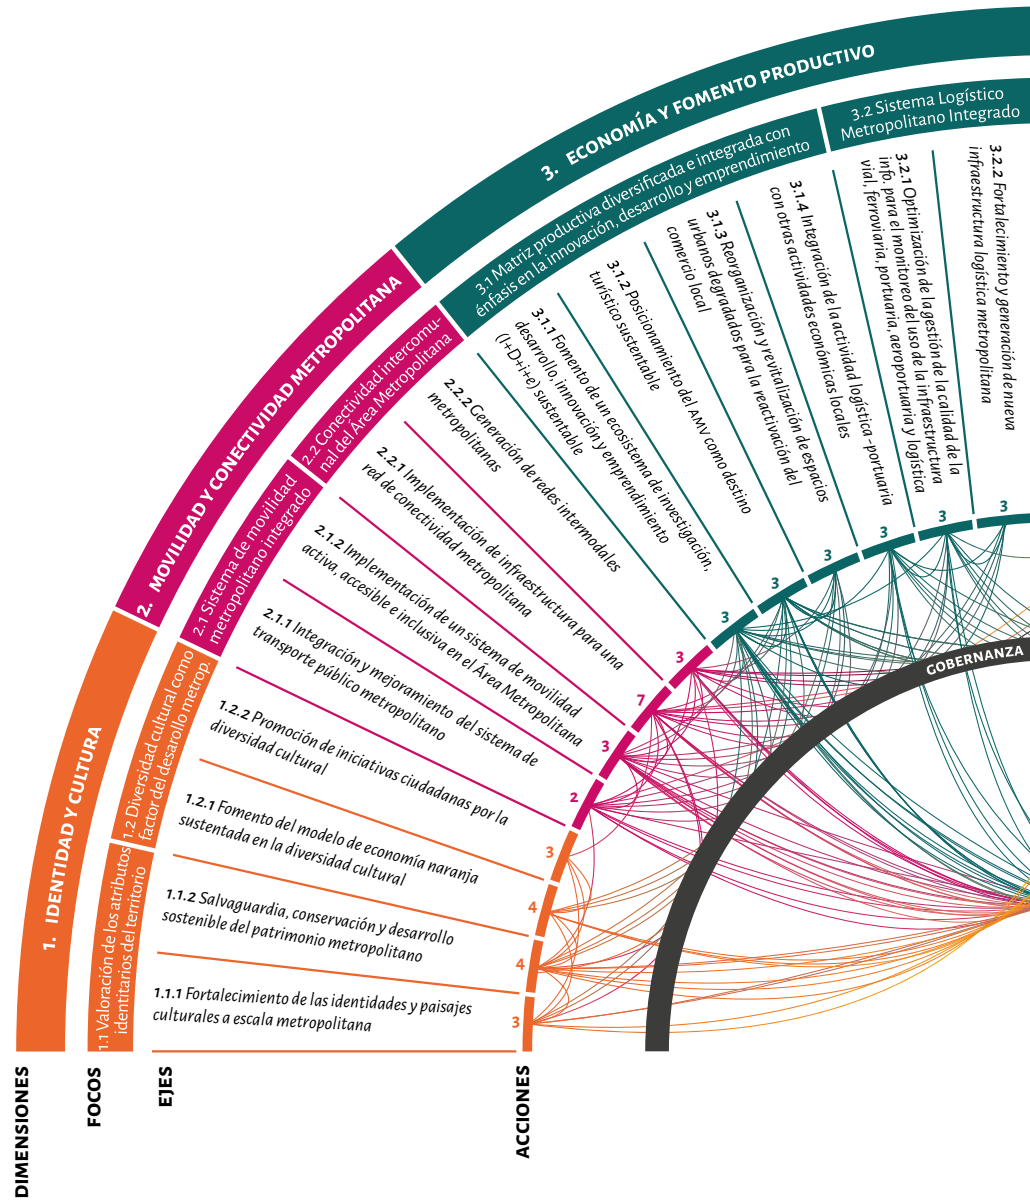 3. ECONOMÍA Y FOMENTO PRODUCTIVO
3.2 Sistema Logístico
Metropolitano Integrado
3.1 Matriz productiva diversificada e integrada con
énfasis en la innovación, desarrollo y emprendimiento
3.2.2 Fortalecimiento y generación de nueva
infraestructura logística metropolitana
3.2.1 Optimización de la gestión de la calidad de la
info. para el monitoreo del uso de la infraestructura
vial, ferroviaria, portuaria, aeroportuaria y logística
3.1.4 Integración de la actividad logística -portuaria
con otras actividades económicas locales
3.1.3 Reorganización y revitalización de espacios
urbanos degradados para la reactivación del
comercio local
3.1.2 Posicionamiento del AMV como destino
turístico sustentable
3.1.1 Fomento de un ecosistema de investigación,
desarrollo, innovación y emprendimiento
(I+D+i+e) sustentable
2. MOVILIDAD Y CONECTIVIDAD METROPOLITANA
2.2 Conectividad intercomu-
nal del Área Metropolitana
2.1 Sistema de movilidad
metropolitano integrado
2.2.2 Generación de redes intermodales
metropolitanas
2.2.1 Implementación de infraestructura para una
red de conectividad metropolitana
2.1.2 Implementación de un sistema de movilidad
activa, accesible e inclusiva en el Área Metropolitana
2.1.1 Integración y mejoramiento del sistema de
transporte público metropolitano
1. IDENTIDAD Y CULTURA
1.2 Diversidad cultural como
factor del desarollo metrop.
1.1 Valoración de los atributos
identitarios del territorio
1.2.2 Promoción de iniciativas ciudadanas por la
diversidad cultural
1.2.1 Fomento del modelo de economía naranja
sustentada en la diversidad cultural
1.1.2 Salvaguardia, conservación y desarrollo
sostenible del patrimonio metropolitano
1.1.1 Fortalecimiento de las identidades y paisajes
culturales a escala metropolitana
3
3
3
3
3
3
3
7
3
2
3
4
4
3
GOBERNANZA
DIMENSIONES
FOCOS
EJES
ACCIONES